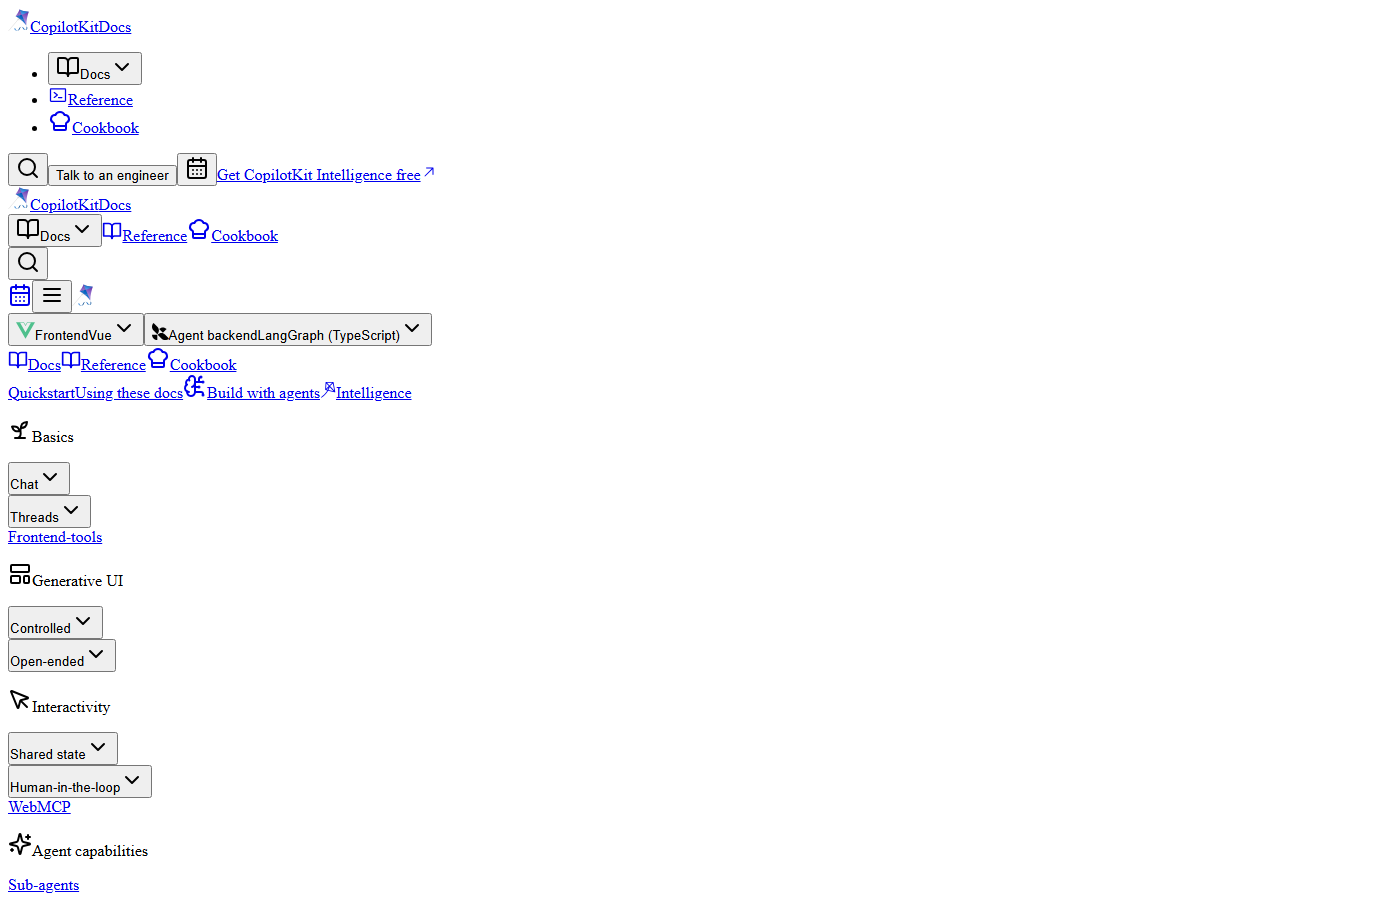 CopilotKitDocs
Docs
Reference
Cookbook
Talk to an engineer Get CopilotKit Intelligence free
CopilotKitDocs
Docs Reference Cookbook
FrontendVue Agent backendLangGraph (TypeScript)
Docs Reference Cookbook
QuickstartUsing these docs Build with agents Intelligence
Basics
Chat
Threads
Frontend-tools
Generative UI
Controlled
Open-ended
Interactivity
Shared state
Human-in-the-loop
WebMCP
Agent capabilities
Sub-agents